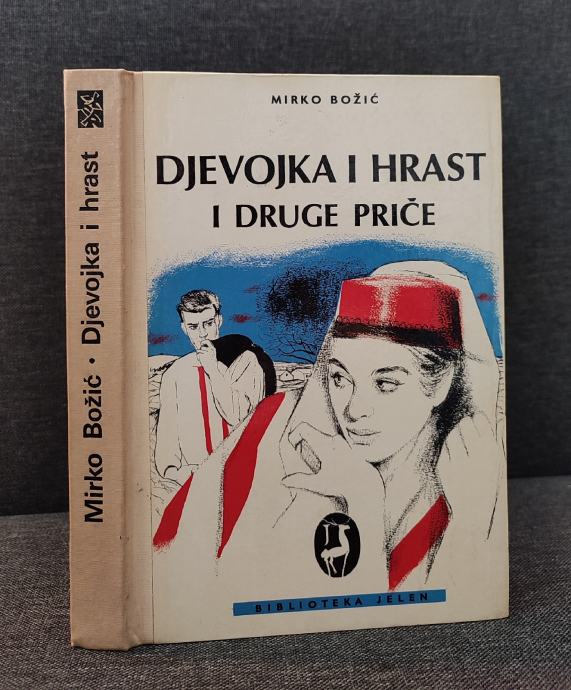 Mirko Božić · Djevojka i hrast
MIRKO BOŽIĆ
DJEVOJKA I HRAST
I DRUGE PRIČE
BIBLIOTEKA JELEN